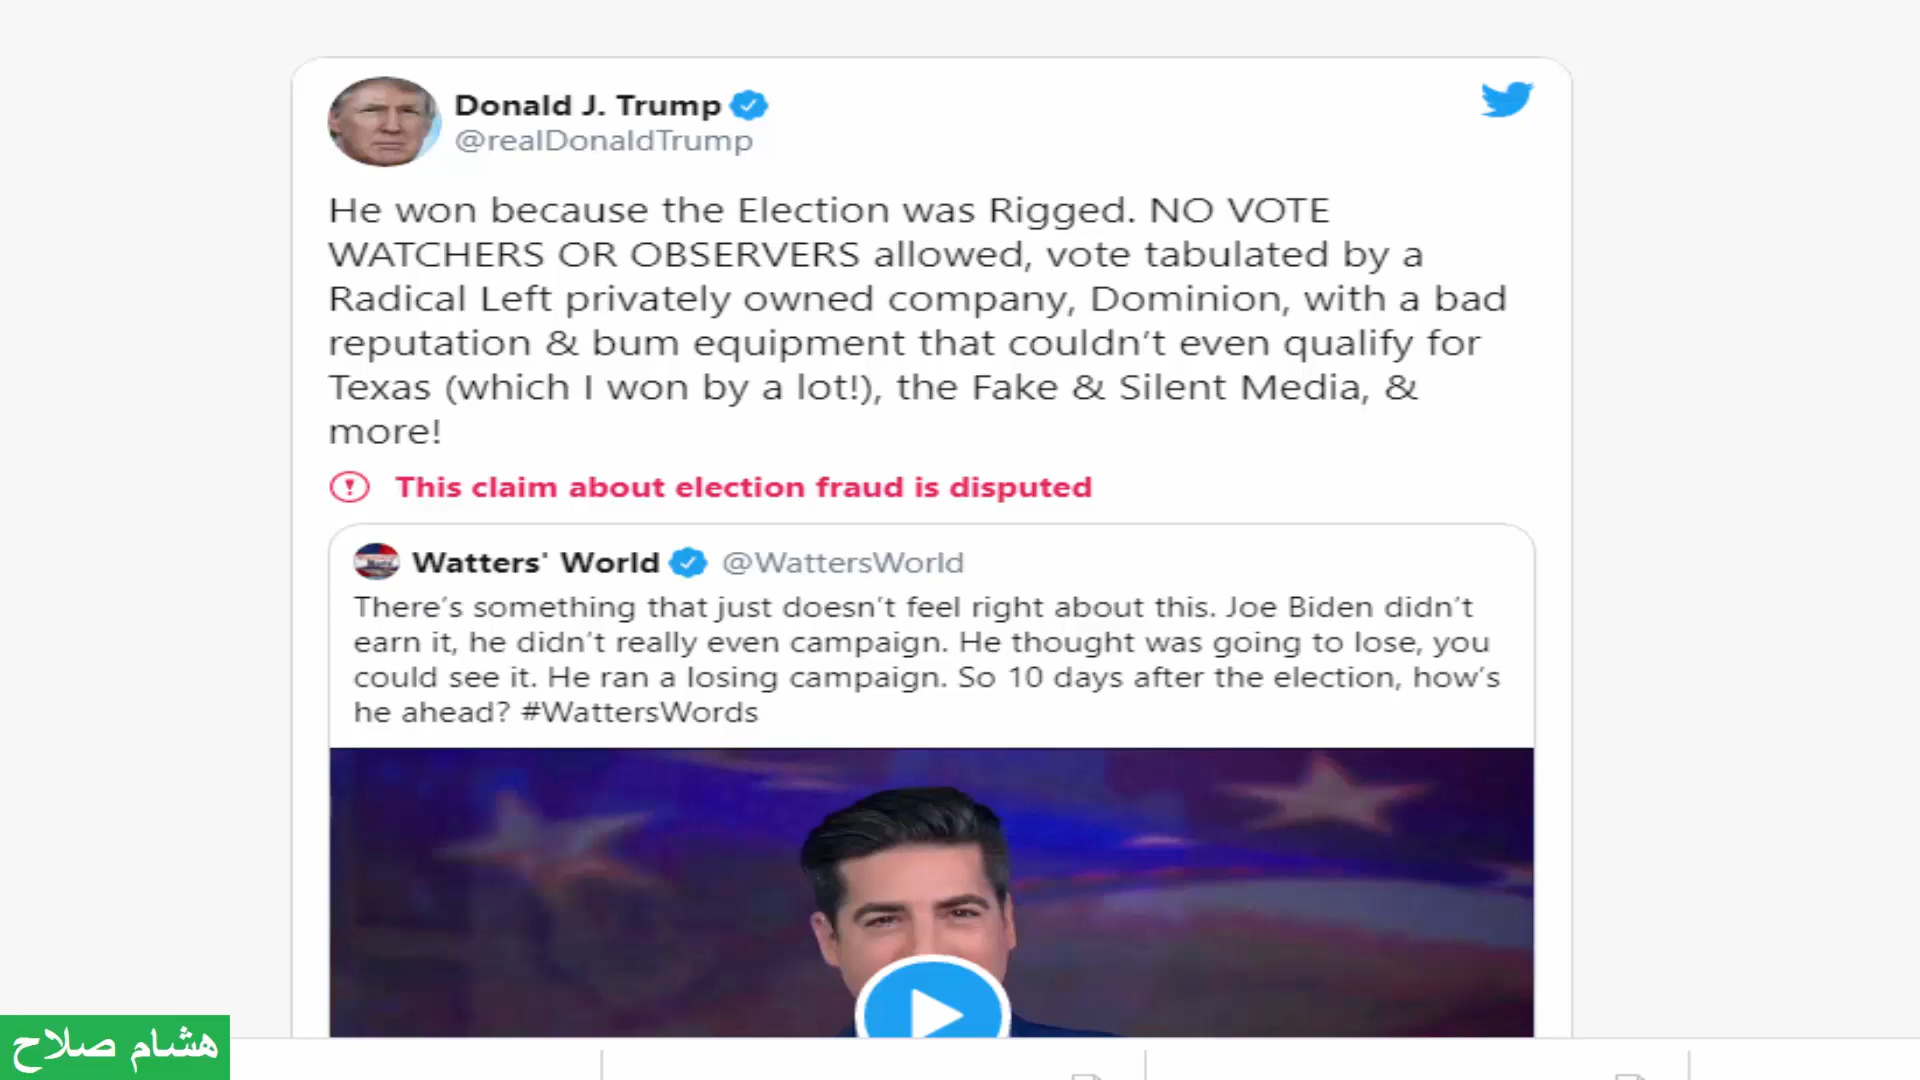 Donald J. Trump
@realDonaldTrump
He won because the Election was Rigged. NO VOTE
WATCHERS OR OBSERVERS allowed, vote tabulated by a
Radical Left privately owned company, Dominion, with a bad
reputation & bum equipment that couldn’t even qualify for
Texas (which I won by a lot!), the Fake & Silent Media, &
more!
This claim about election fraud is disputed
Watters' World @WattersWorld
There’s something that just doesn’t feel right about this. Joe Biden didn’t
earn it, he didn’t really even campaign. He thought was going to lose, you
could see it. He ran a losing campaign. So 10 days after the election, how’s
he ahead? #WattersWords
هشام صلاح